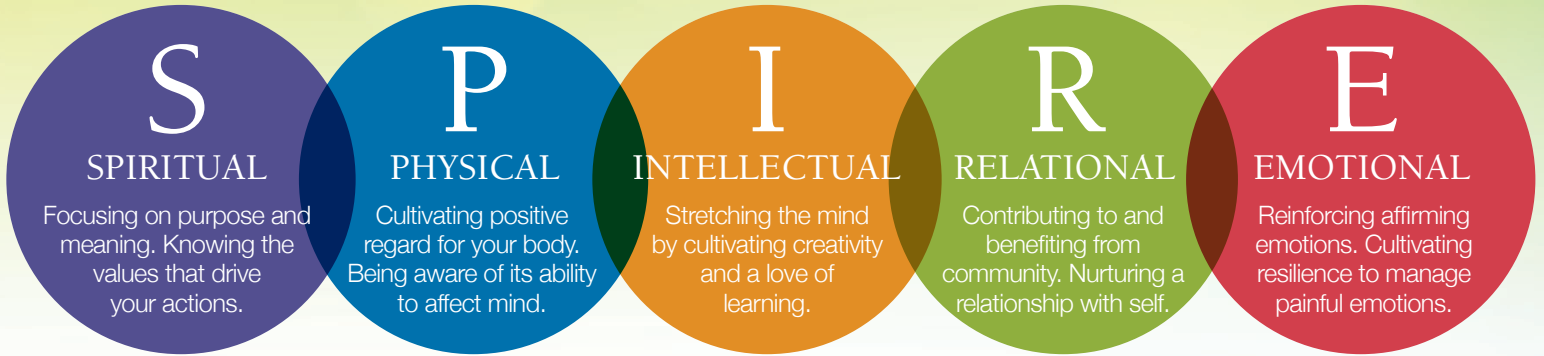 S
SPIRITUAL
Focusing on purpose and
meaning. Knowing the
values that drive
your actions.
P
PHYSICAL
Cultivating positive
regard for your body.
Being aware of its ability
to affect mind.
I
INTELLECTUAL
Stretching the mind
by cultivating creativity
and a love of
learning.
R
RELATIONAL
Contributing to and
benefiting from
community. Nurturing a
relationship with self.
E
EMOTIONAL
Reinforcing affirming
emotions. Cultivating
resilience to manage
painful emotions.